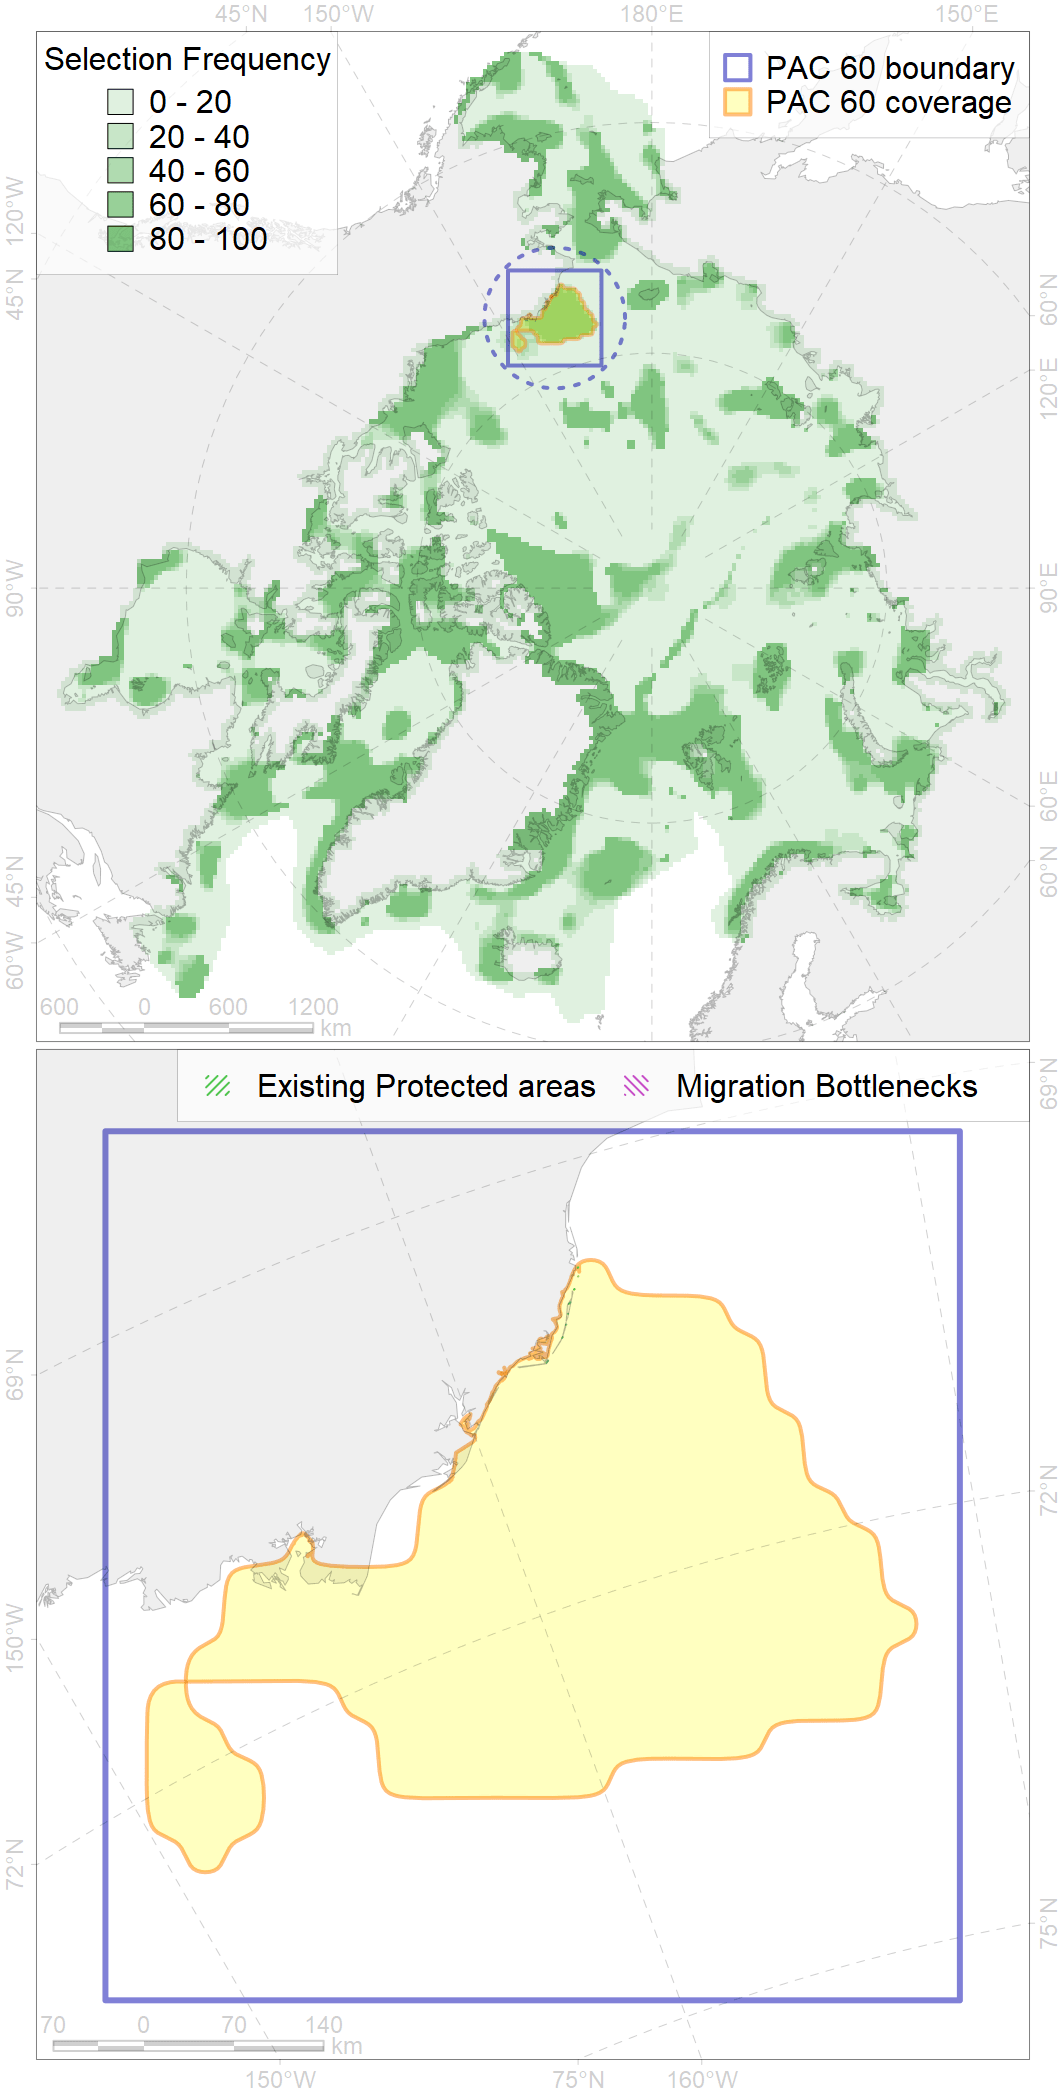 45°N 150°W 180°E 150°E
Selection Frequency
0 - 20
20 - 40
40 - 60
60 - 80
80 - 100
PAC 60 boundary
PAC 60 coverage
120°W
45°N
90°W
45°N
60°W
60°N
120°E
90°E
60°E
60°N
600 0 600 1200
km
Existing Protected areas
Migration Bottlenecks
69°N
150°W
72°N
69°N
72°N
75°N
70 0 70 140
km
150°W 75°N 160°W